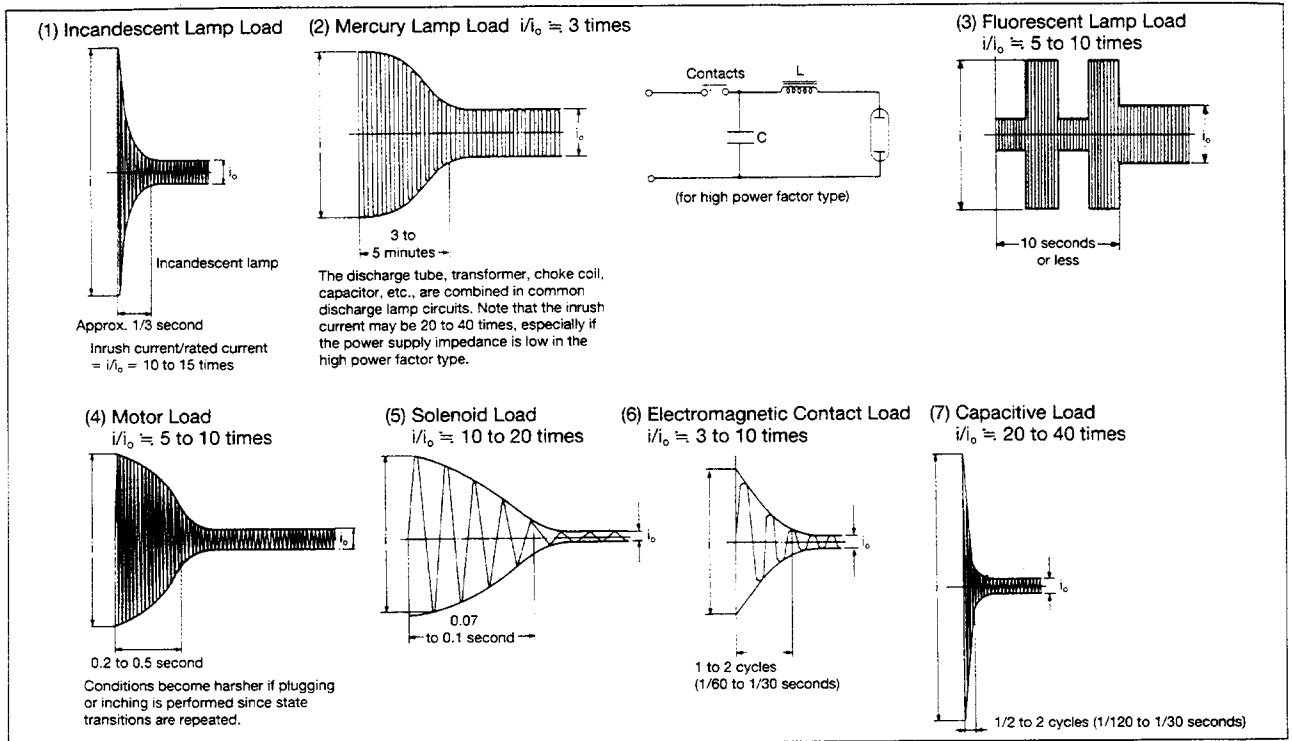 (1) Incandescent Lamp Load
i
i₀
Incandescent lamp
Approx. 1/3 second
Inrush current/rated current
= i/i₀ = 10 to 15 times
(2) Mercury Lamp Load i/i₀ ≒ 3 times
i
i₀
3 to
5 minutes
The discharge tube, transformer, choke coil,
capacitor, etc., are combined in common
discharge lamp circuits. Note that the inrush
current may be 20 to 40 times, especially if
the power supply impedance is low in the
high power factor type.
Contacts
L
C
(for high power factor type)
(3) Fluorescent Lamp Load
i/i₀ ≒ 5 to 10 times
i
i₀
10 seconds
or less
(4) Motor Load
i/i₀ ≒ 5 to 10 times
i
i₀
0.2 to 0.5 second
Conditions become harsher if plugging
or inching is performed since state
transitions are repeated.
(5) Solenoid Load
i/i₀ ≒ 10 to 20 times
i
i₀
0.07
to 0.1 second
(6) Electromagnetic Contact Load
i/i₀ ≒ 3 to 10 times
i
i₀
1 to 2 cycles
(1/60 to 1/30 seconds)
(7) Capacitive Load
i/i₀ ≒ 20 to 40 times
i
i₀
1/2 to 2 cycles (1/120 to 1/30 seconds)